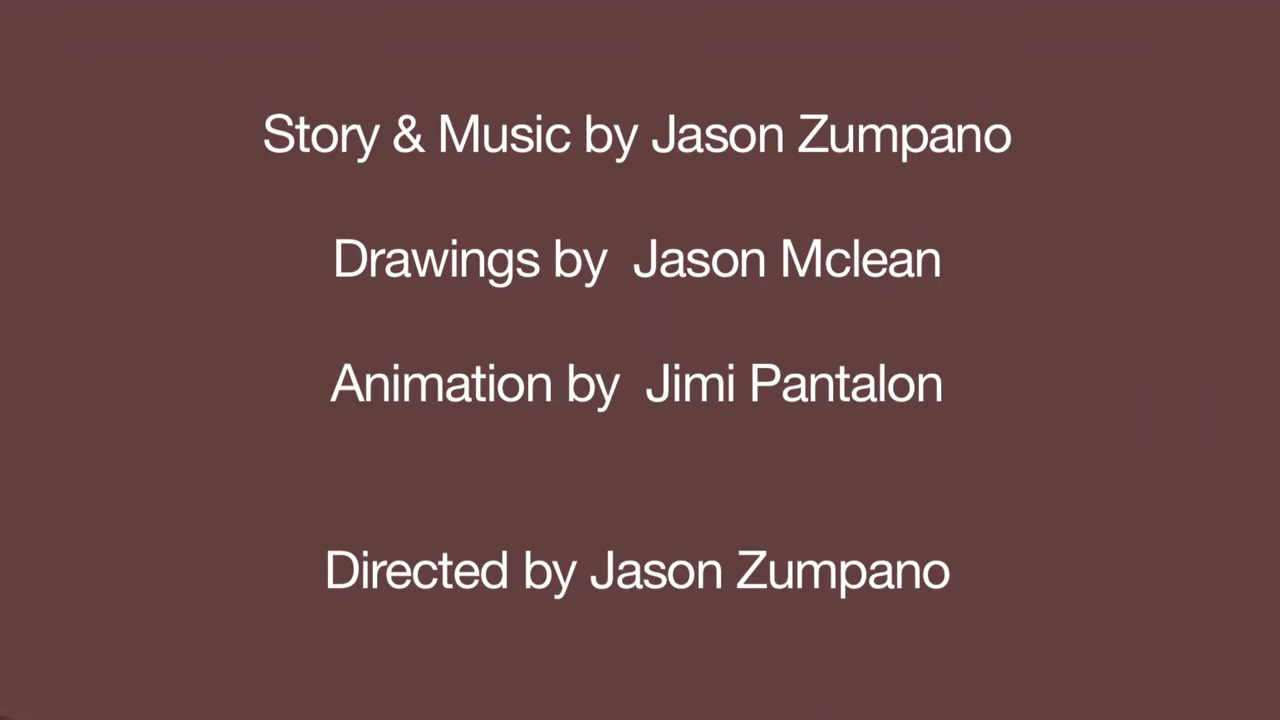 Story & Music by Jason Zumpano
Drawings by  Jason Mclean
Animation by  Jimi Pantalon
Directed by Jason Zumpano